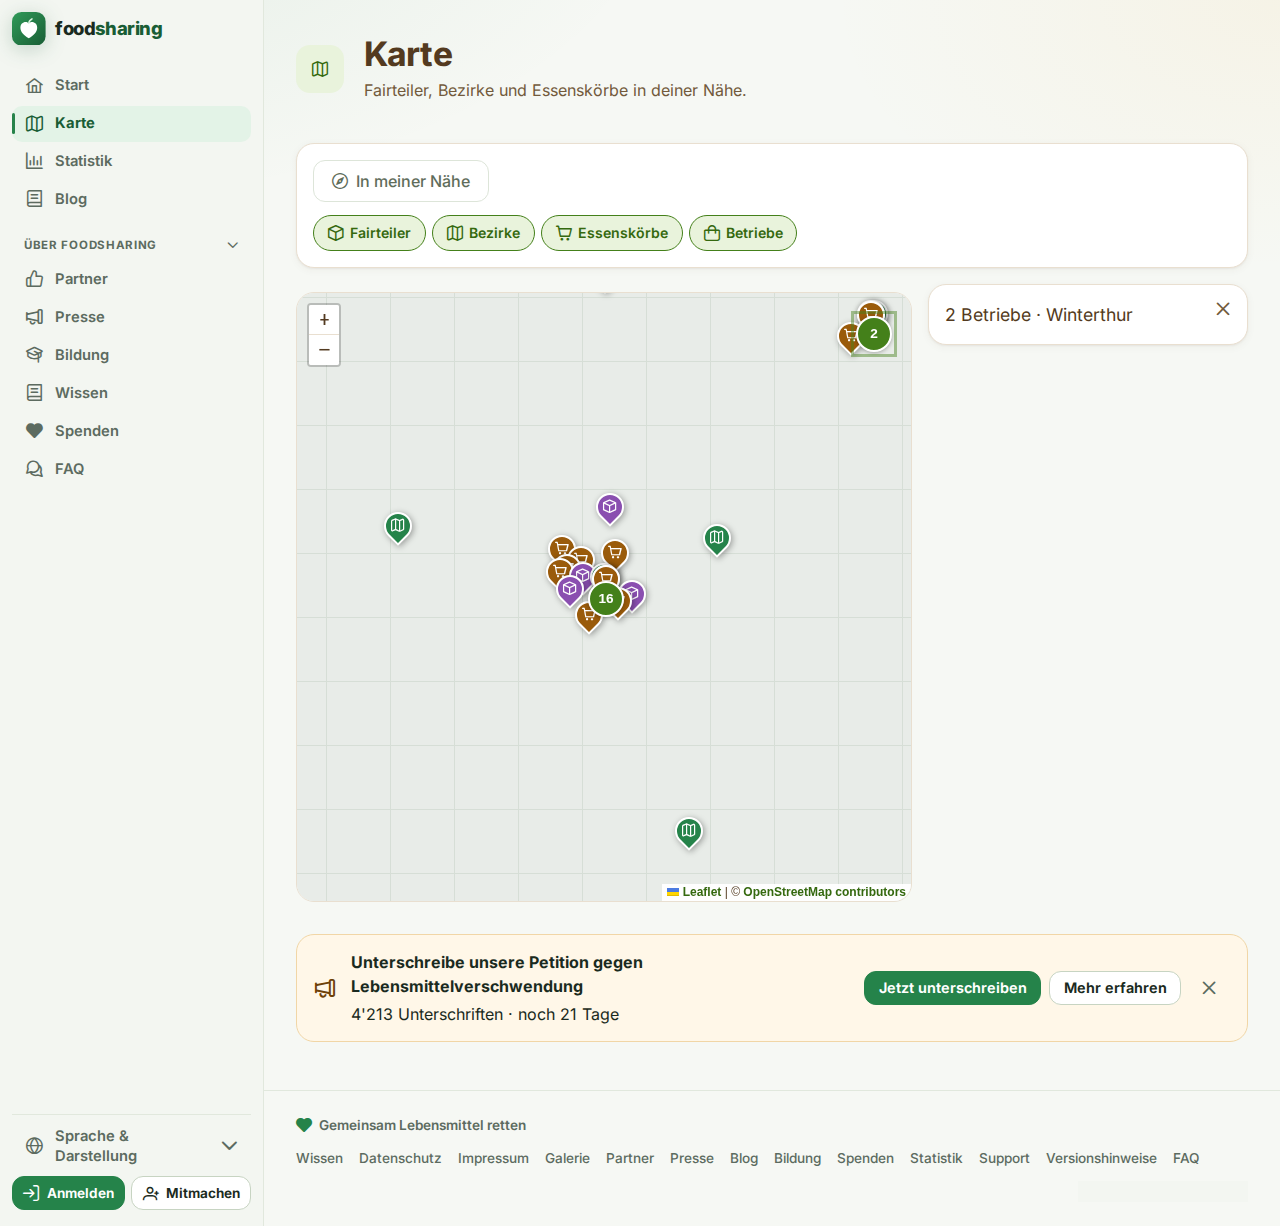 foodsharing
Start
Karte
Statistik
Blog
ÜBER FOODSHARING
Partner
Presse
Bildung
Wissen
Spenden
FAQ
Sprache &
Darstellung
Anmelden
Mitmachen
Karte
Fairteiler, Bezirke und Essenskörbe in deiner Nähe.
In meiner Nähe
Fairteiler
Bezirke
Essenskörbe
Betriebe
+
−
2
16
Leaflet | © OpenStreetMap contributors
2 Betriebe · Winterthur
Unterschreibe unsere Petition gegen
Lebensmittelverschwendung
4'213 Unterschriften · noch 21 Tage
Jetzt unterschreiben
Mehr erfahren
Gemeinsam Lebensmittel retten
Wissen Datenschutz Impressum Galerie Partner Presse Blog Bildung Spenden Statistik Support Versionshinweise FAQ